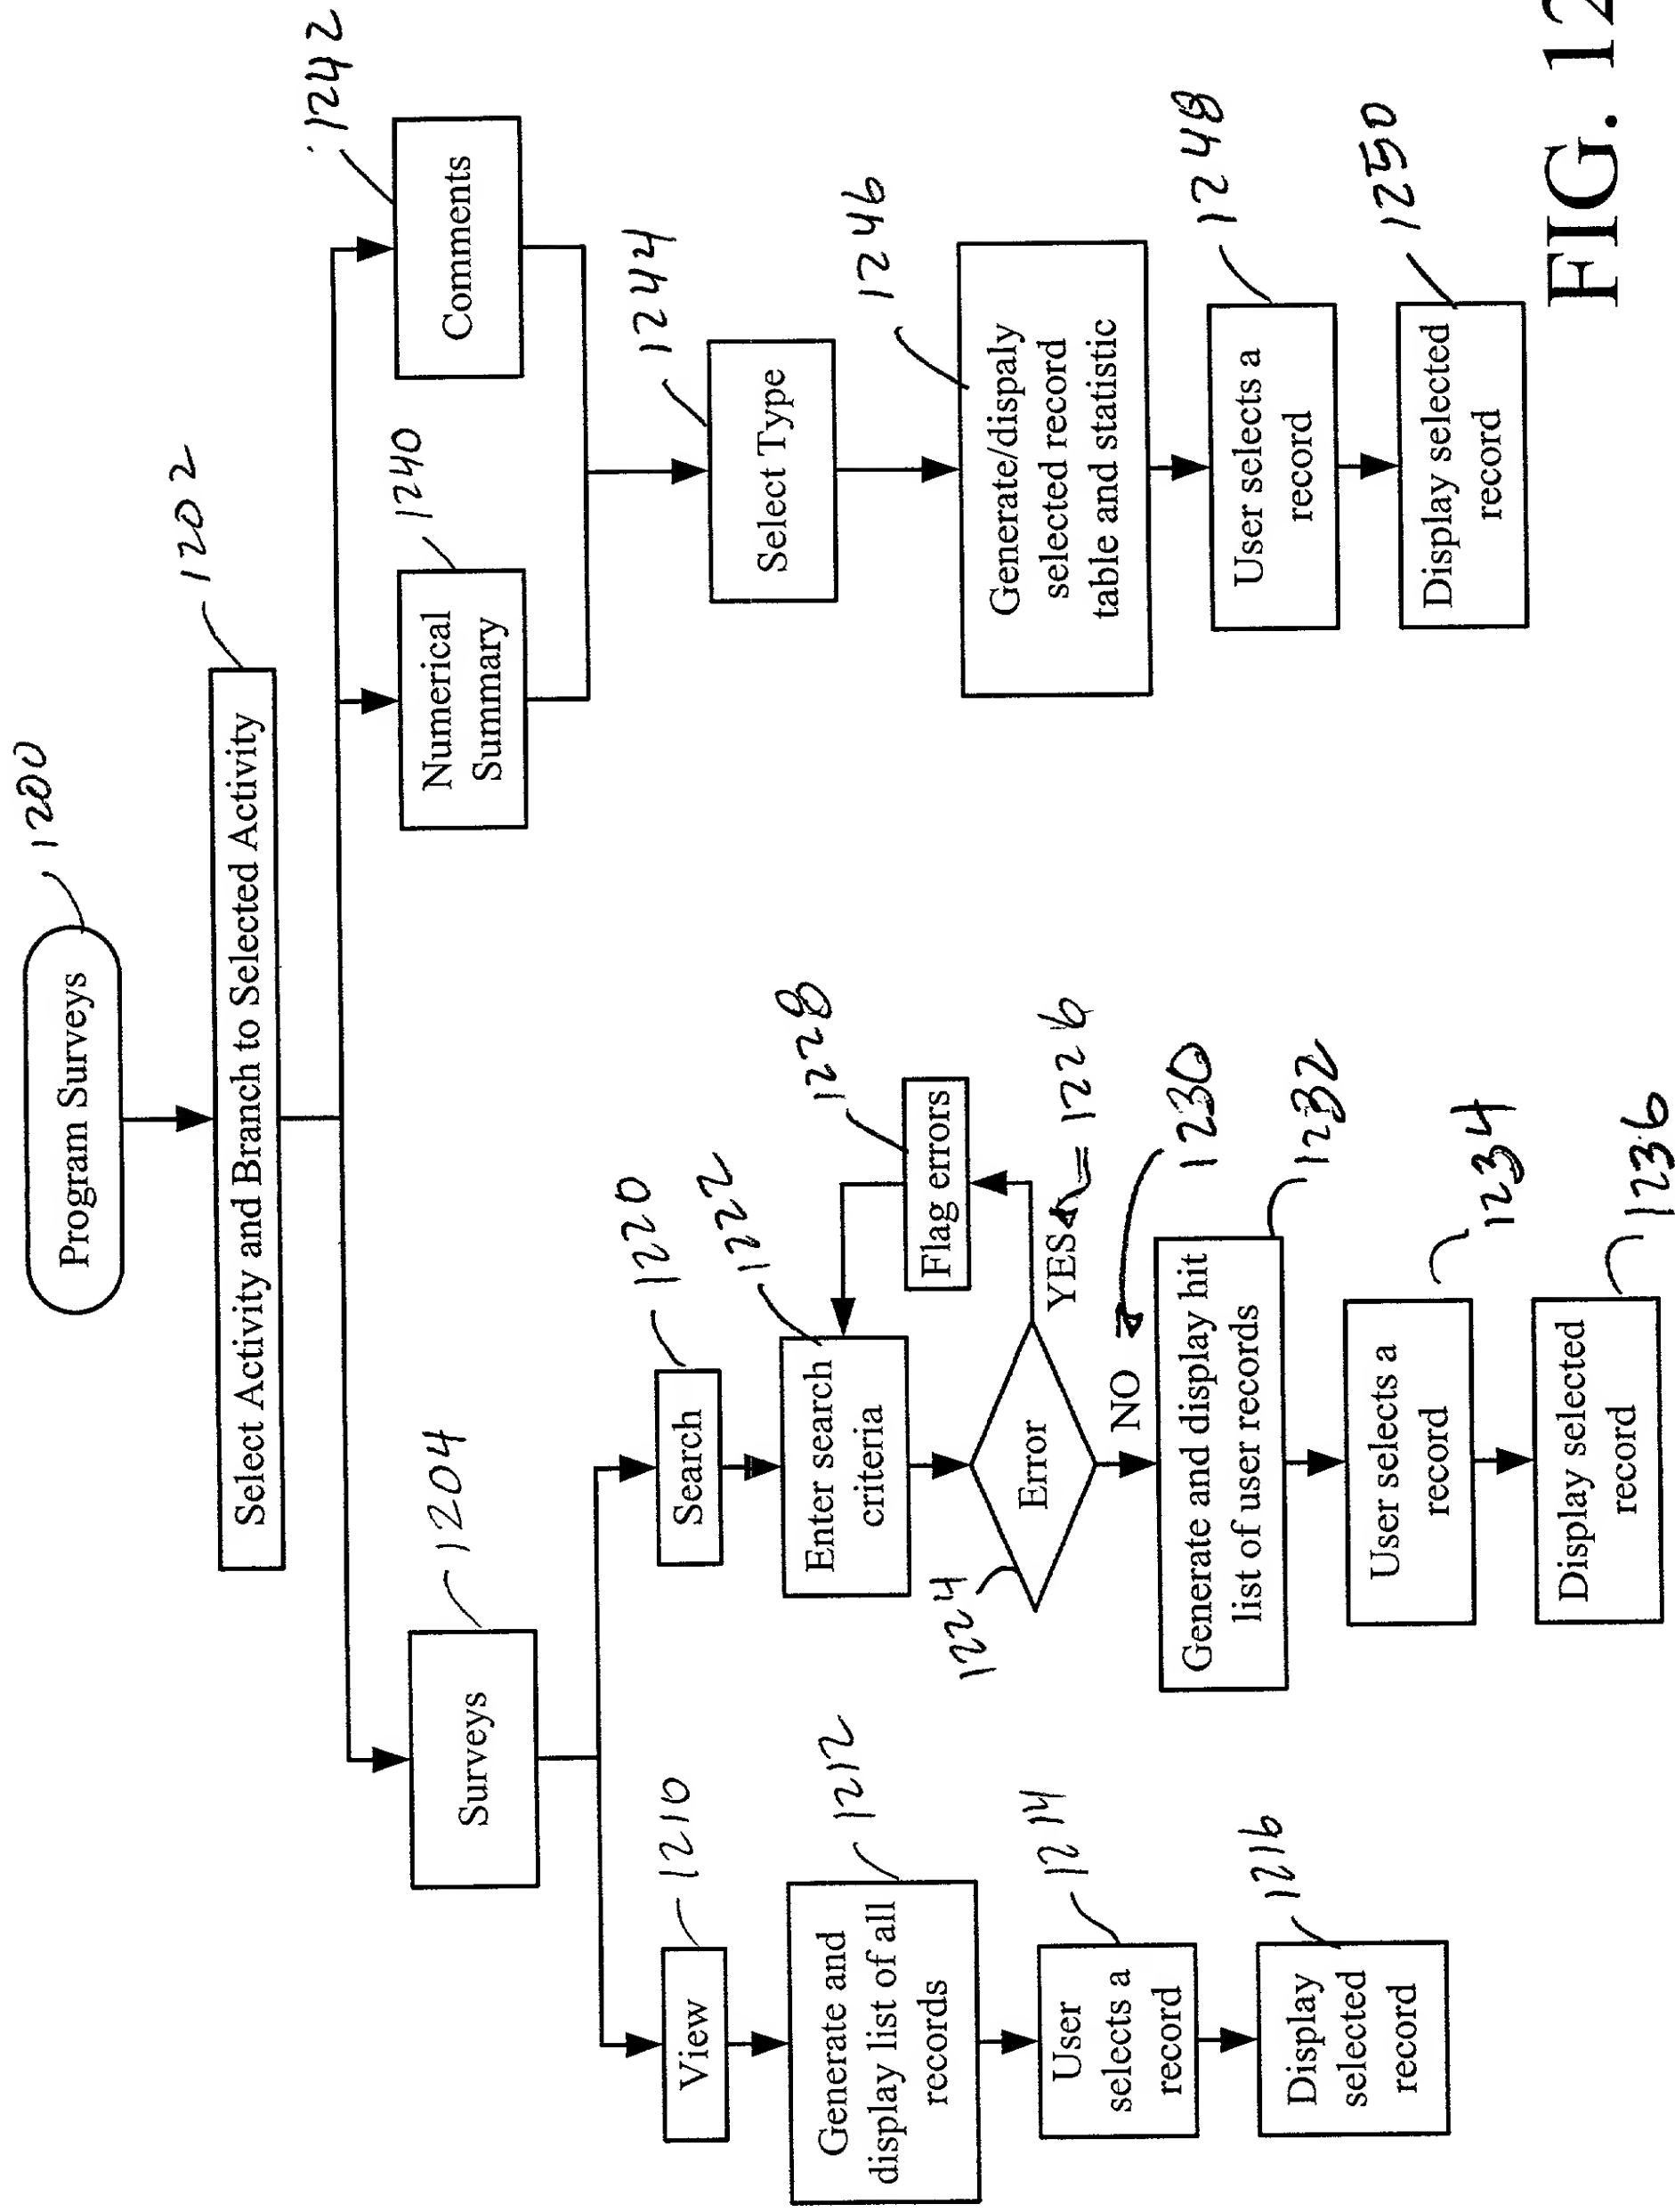 Program Surveys
1200
Select Activity and Branch to Selected Activity
1202
Surveys
1204
Numerical
Summary
1240
Comments
1242
View
1210
Search
1220
Select Type
1244
Generate and
display list of all
records
1212
Enter search
criteria
1222
Flag errors
1228
Generate/dispaly
selected record
table and statistic
1246
Error
1224
YES
1226
NO
1230
User
selects a
record
1214
Generate and display hit
list of user records
1232
User selects a
record
1248
Display
selected
record
1216
User selects a
record
1234
Display selected
record
1250
Display selected
record
1236
FIG. 12